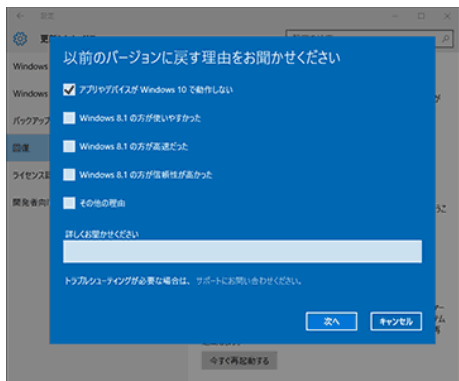 設定
Windows
Windows
バックアップ
回復
ライセンス認
開発者向け
以前のバージョンに戻す理由をお聞かせください
アプリやデバイスが Windows 10 で動作しない
Windows 8.1 の方が使いやすかった
Windows 8.1 の方が高速だった
Windows 8.1 の方が信頼性が高かった
その他の理由
詳しくお聞かせください
トラブルシューティングが必要な場合は、サポートにお問い合わせください。
次へ
キャンセル
今すぐ再起動する